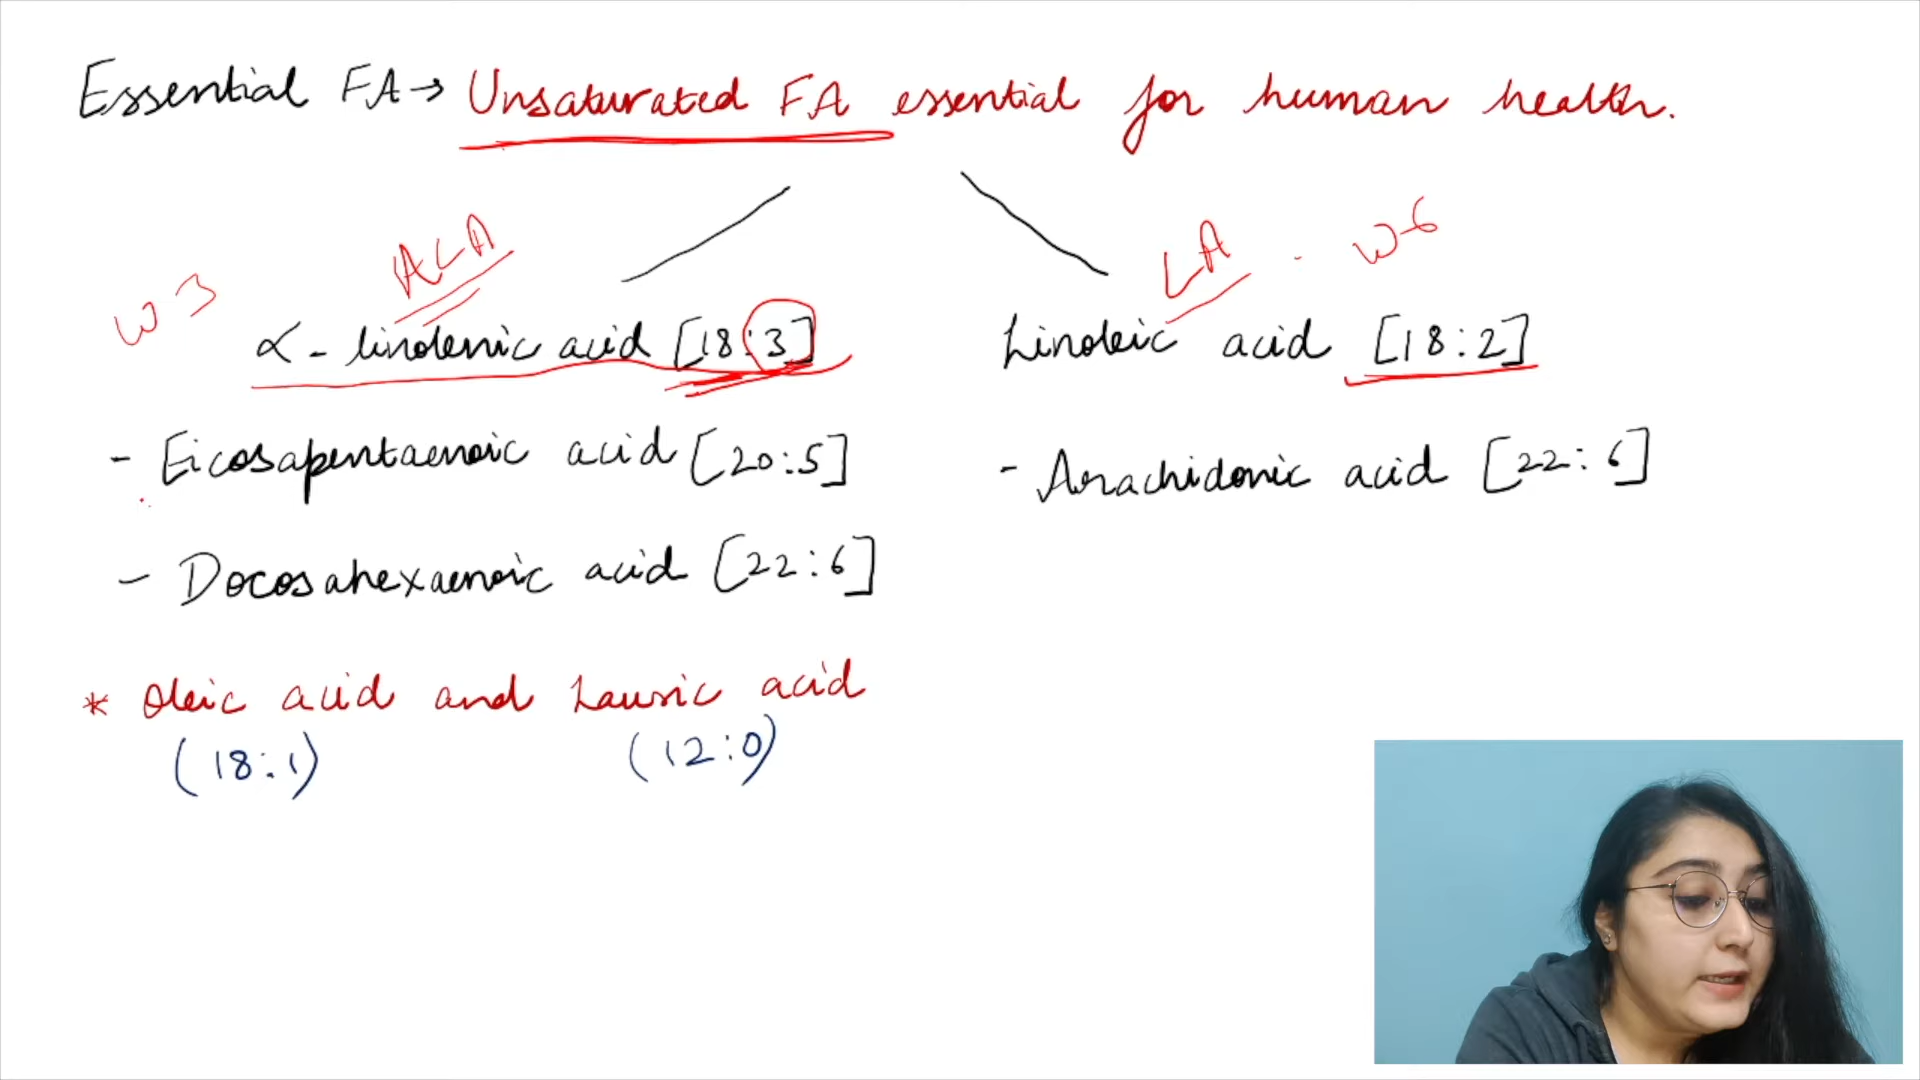 Essential FA → Unsaturated FA essential for human health.
ALA
LA . ω-6
ω 3
α - linolenic acid [18:3]
Linoleic acid [18:2]
- Eicosapentaenoic acid [20:5]
- Arachidonic acid [22:6]
- Docosahexaenoic acid [22:6]
* Oleic acid and Lauric acid
(18:1) (12:0)